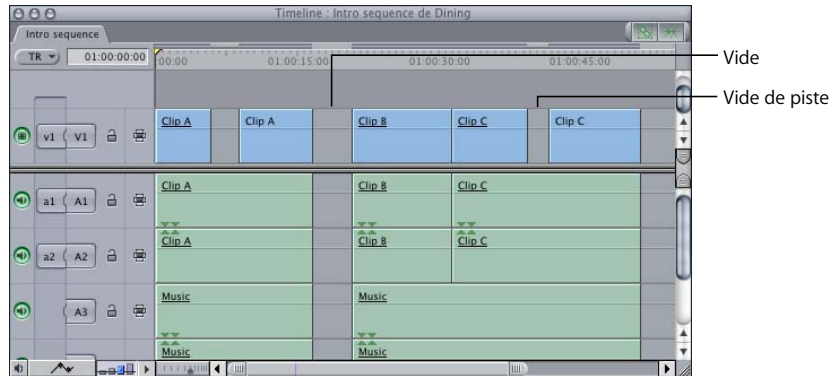 Timeline : Intro sequence de Dining
Intro sequence
TR 01:00:00:00 00:00 01:00:15:00 01:00:30:00 01:00:45:00
Vide
Vide de piste
v1 V1 Clip A Clip A Clip B Clip C Clip C
a1 A1 Clip A Clip B Clip C
a2 A2 Clip A Clip B Clip C
A3 Music Music
Music Music